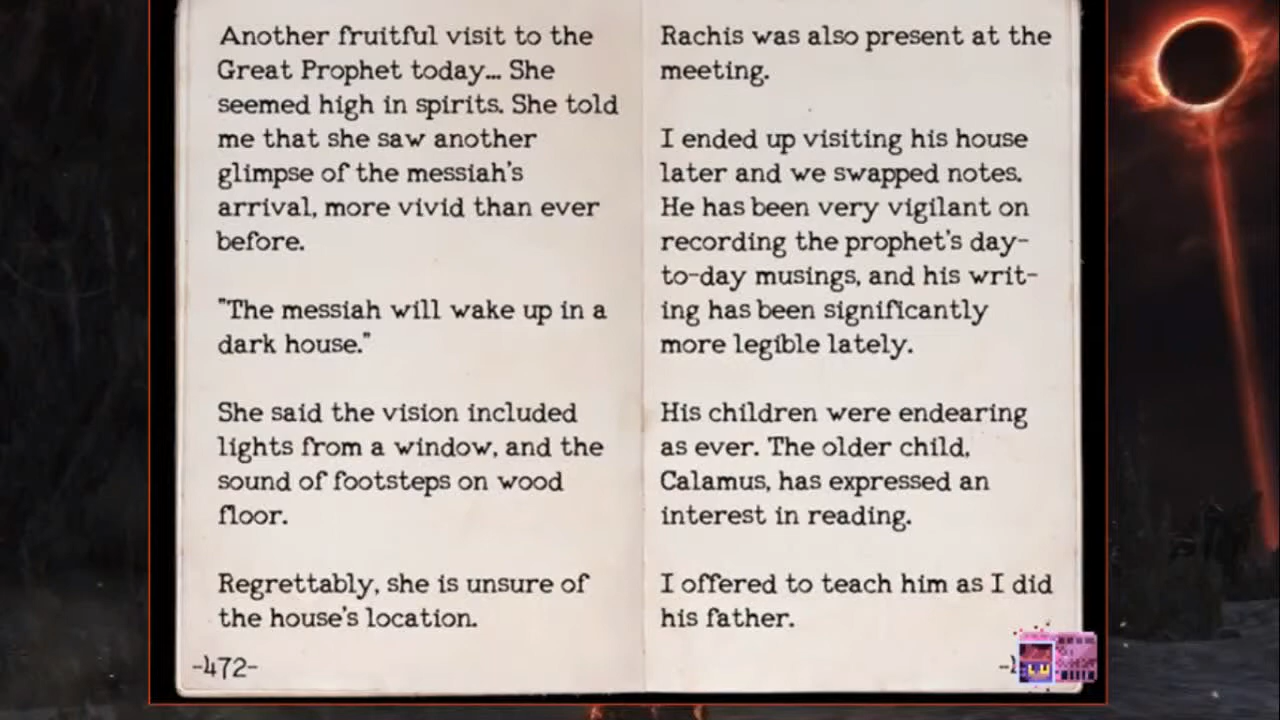 Another fruitful visit to the
Great Prophet today... She
seemed high in spirits. She told
me that she saw another
glimpse of the messiah's
arrival, more vivid than ever
before.
"The messiah will wake up in a
dark house."
She said the vision included
lights from a window, and the
sound of footsteps on wood
floor.
Regrettably, she is unsure of
the house's location.
-472-
Rachis was also present at the
meeting.
I ended up visiting his house
later and we swapped notes.
He has been very vigilant on
recording the prophet's day-
to-day musings, and his writ-
ing has been significantly
more legible lately.
His children were endearing
as ever. The older child,
Calamus, has expressed an
interest in reading.
I offered to teach him as I did
his father.